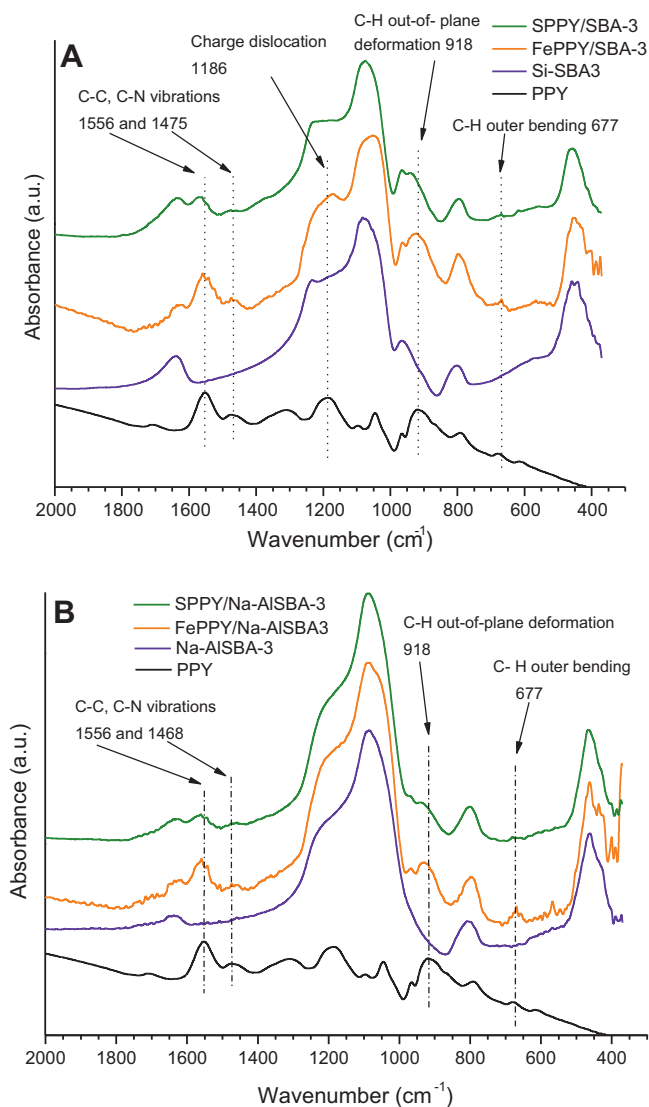 A
C-H out-of- plane
deformation 918
SPPY/SBA-3
FePPY/SBA-3
Si-SBA3
PPY
Charge dislocation
1186
C-C, C-N vibrations
1556 and 1475
C-H outer bending 677
Absorbance (a.u.)
2000 1800 1600 1400 1200 1000 800 600 400
Wavenumber (cm-1)
B
SPPY/Na-AlSBA-3
FePPY/Na-AlSBA3
Na-AlSBA-3
PPY
C-H out-of-plane deformation
918
C- H outer bending
677
C-C, C-N vibrations
1556 and 1468
Absorbance (a.u.)
2000 1800 1600 1400 1200 1000 800 600 400
Wavenumber (cm-1)